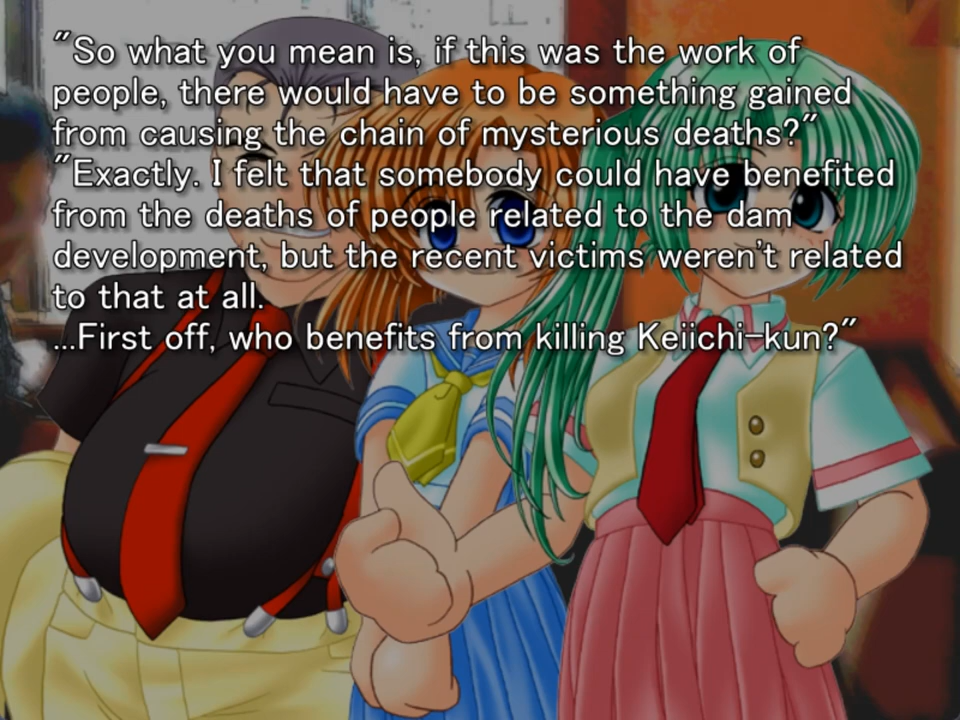 "So what you mean is, if this was the work of
people, there would have to be something gained
from causing the chain of mysterious deaths?"
"Exactly. I felt that somebody could have benefited
from the deaths of people related to the dam
development, but the recent victims weren't related
to that at all.
...First off, who benefits from killing Keiichi-kun?"